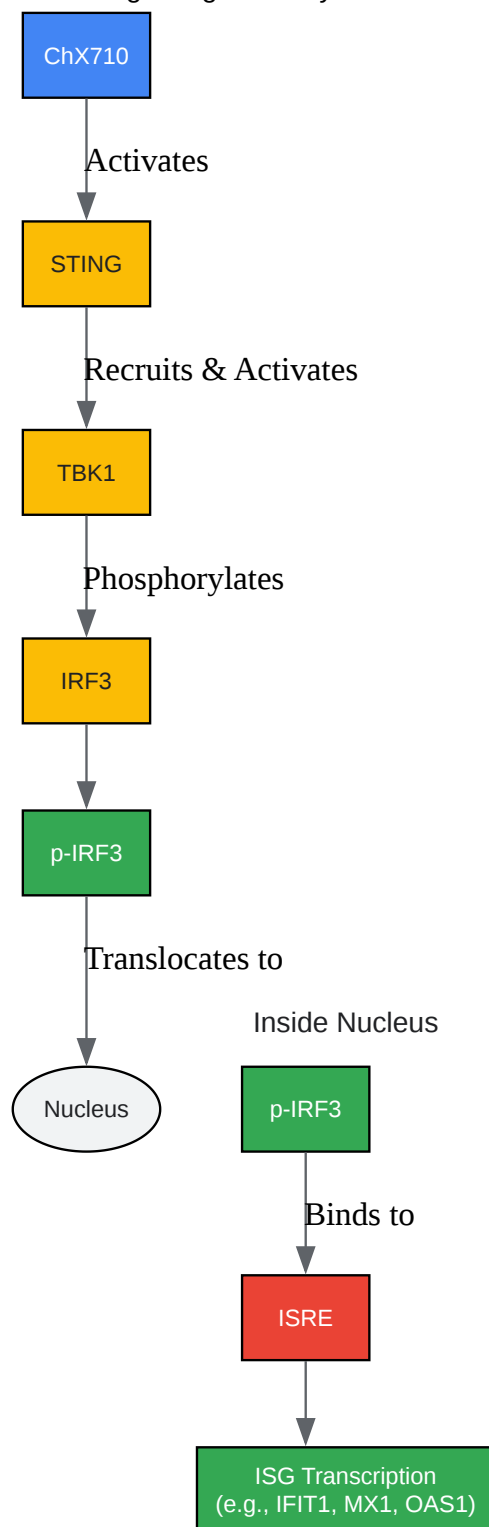 ChX710
Activates
STING
Recruits & Activates
TBK1
Phosphorylates
IRF3
p-IRF3
Translocates to
Nucleus
Inside Nucleus
p-IRF3
Binds to
ISRE
ISG Transcription
(e.g., IFIT1, MX1, OAS1)